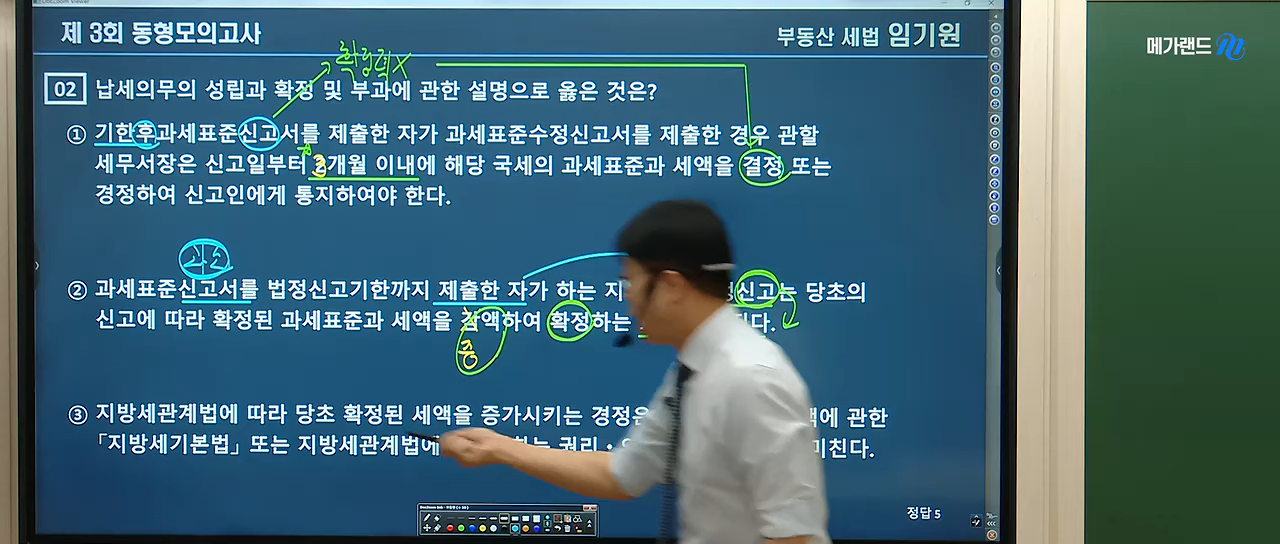 DocZoom Viewer
제 3회 동형모의고사
부동산 세법 임기원
메가랜드
확정력 X
02 납세의무의 성립과 확정 및 부과에 관한 설명으로 옳은 것은?
① 기한후과세표준신고서를 제출한 자가 과세표준수정신고서를 제출한 경우 관할
세무서장은 신고일부터 3개월 이내에 해당 국세의 과세표준과 세액을 결정 또는
경정하여 신고인에게 통지하여야 한다.
과소
② 과세표준신고서를 법정신고기한까지 제출한 자가 하는 신고는 당초의
신고에 따라 확정된 과세표준과 세액을 감액하여 확정하는
증
③ 지방세관계법에 따라 당초 확정된 세액을 증가시키는 경정은 관한
「지방세기본법」 또는 지방세관계법에 하는 권리· 미친다.
정답 5